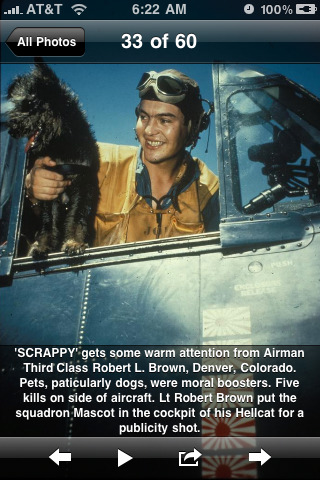 AT&T 6:22 AM 100%
All Photos 33 of 60
'SCRAPPY' gets some warm attention from Airman
Third Class Robert L. Brown, Denver, Colorado.
Pets, paticularly dogs, were moral boosters. Five
kills on side of aircraft. Lt Robert Brown put the
squadron Mascot in the cockpit of his Hellcat for a
publicity shot.